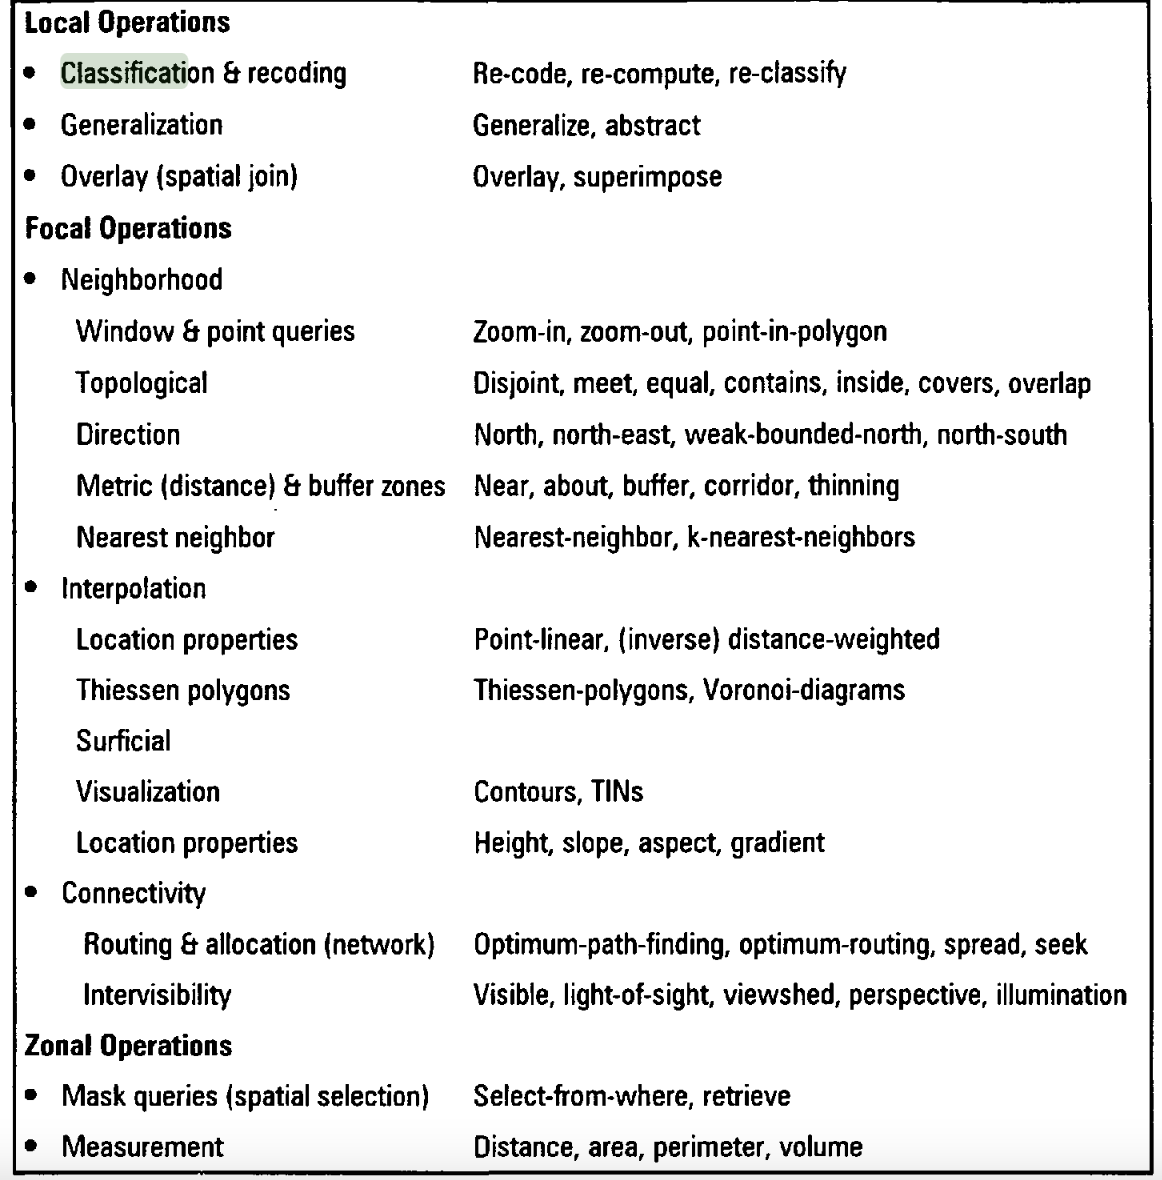 Local Operations
• Classification & recoding Re-code, re-compute, re-classify
• Generalization Generalize, abstract
• Overlay (spatial join) Overlay, superimpose
Focal Operations
• Neighborhood
Window & point queries Zoom-in, zoom-out, point-in-polygon
Topological Disjoint, meet, equal, contains, inside, covers, overlap
Direction North, north-east, weak-bounded-north, north-south
Metric (distance) & buffer zones Near, about, buffer, corridor, thinning
Nearest neighbor Nearest-neighbor, k-nearest-neighbors
• Interpolation
Location properties Point-linear, (inverse) distance-weighted
Thiessen polygons Thiessen-polygons, Voronoi-diagrams
Surficial
Visualization Contours, TINs
Location properties Height, slope, aspect, gradient
• Connectivity
Routing & allocation (network) Optimum-path-finding, optimum-routing, spread, seek
Intervisibility Visible, light-of-sight, viewshed, perspective, illumination
Zonal Operations
• Mask queries (spatial selection) Select-from-where, retrieve
• Measurement Distance, area, perimeter, volume